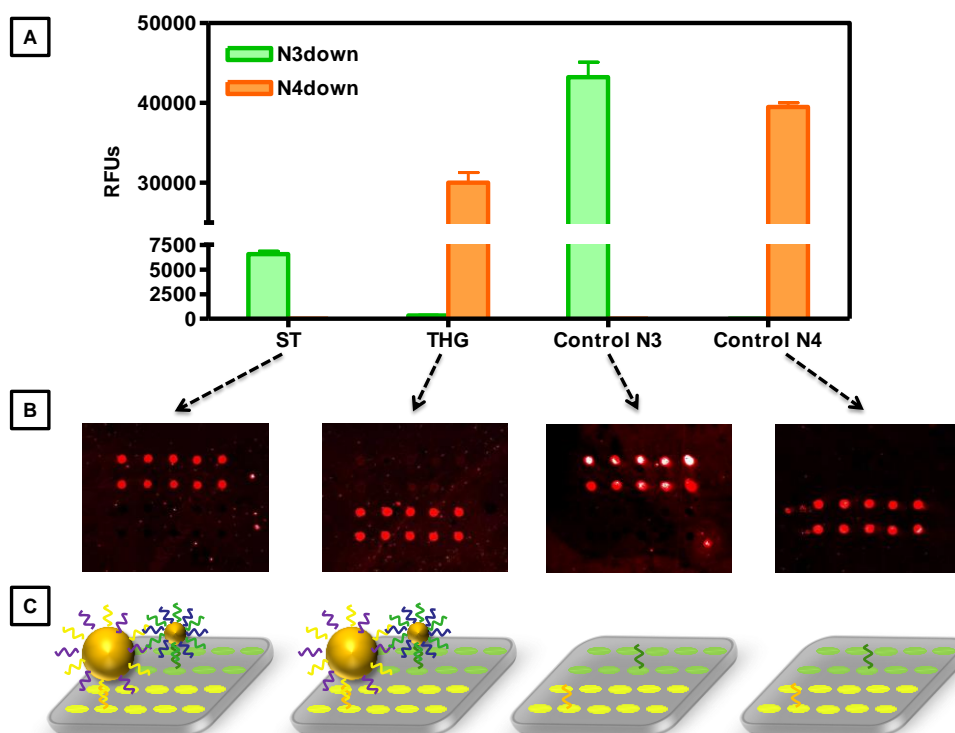 A
50000
40000
30000
7500
5000
2500
0
RFUs
N3down
N4down
ST THG Control N3 Control N4
B
C